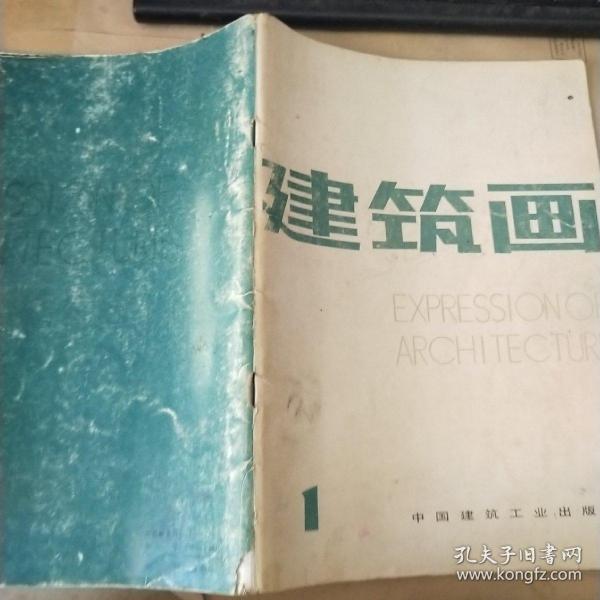 建筑画
EXPRESSION OF
ARCHITECTUR
1
中国建筑工业出版
孔夫子旧书网
www.kongfz.com